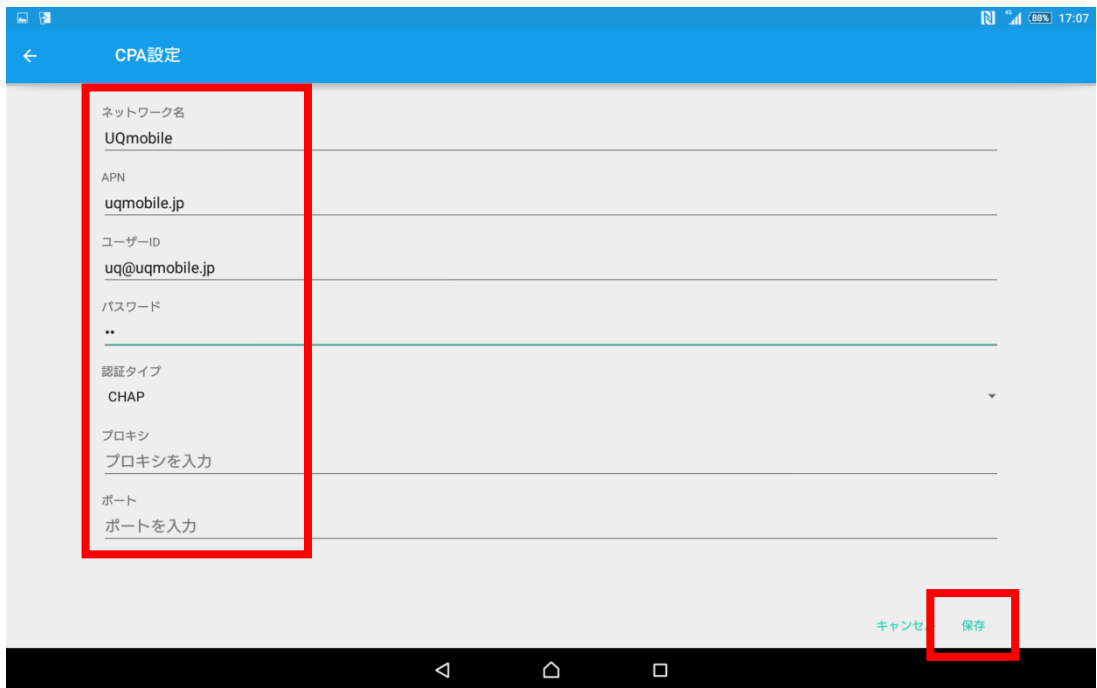 4G 88% 17:07
CPA設定
ネットワーク名
UQmobile
APN
uqmobile.jp
ユーザーID
uq@uqmobile.jp
パスワード
••
認証タイプ
CHAP
プロキシ
プロキシを入力
ポート
ポートを入力
キャンセル 保存